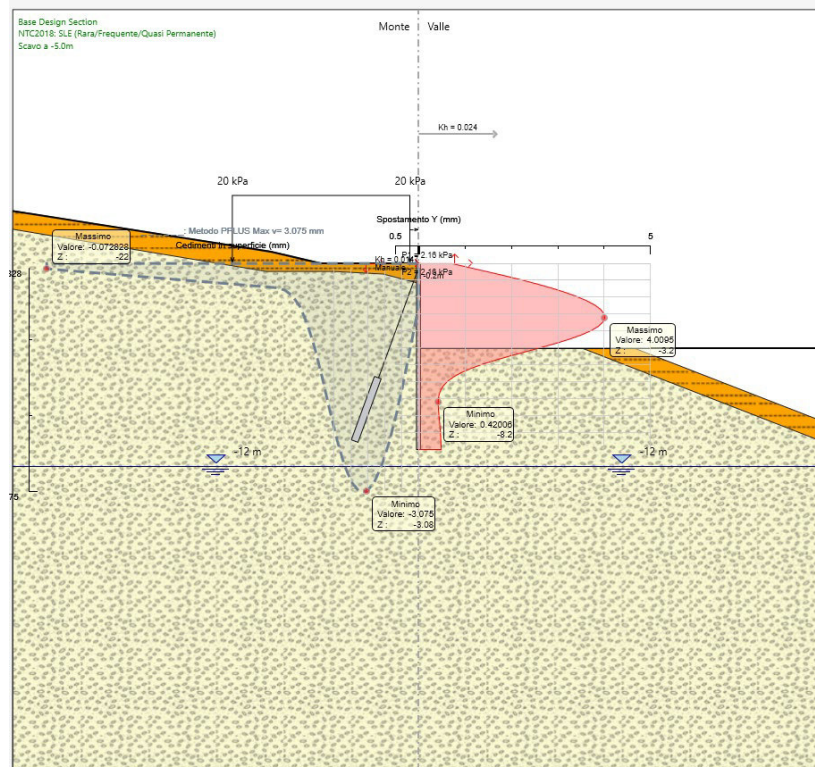 Base Design Section
NTC2018: SLE (Rara/Frequente/Quasi Permanente)
Scavo a -5.0m
Monte Valle
Kh = 0.024
20 kPa 20 kPa
Spostamento Y (mm)
: Metodo PPLUS Max v= 3.075 mm
0.5 5
Massimo
Valore: -0.072828
Z : -22
Cedimenti in superficie (mm)
2.16 kPa
Manuale
328
Massimo
Valore: 4.0095
Z : -3.2
Minimo
Valore: 0.42006
Z : -8.2
-12 m -12 m
75
Minimo
Valore: -3.075
Z : -3.08